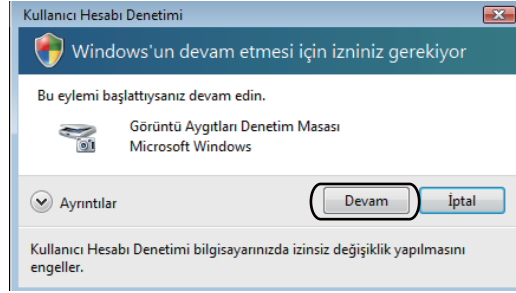 Kullanıcı Hesabı Denetimi
Windows'un devam etmesi için izniniz gerekiyor
Bu eylemi başlattıysanız devam edin.
Görüntü Aygıtları Denetim Masası
Microsoft Windows
Ayrıntılar
Devam
İptal
Kullanıcı Hesabı Denetimi bilgisayarınızda izinsiz değişiklik yapılmasını
engeller.